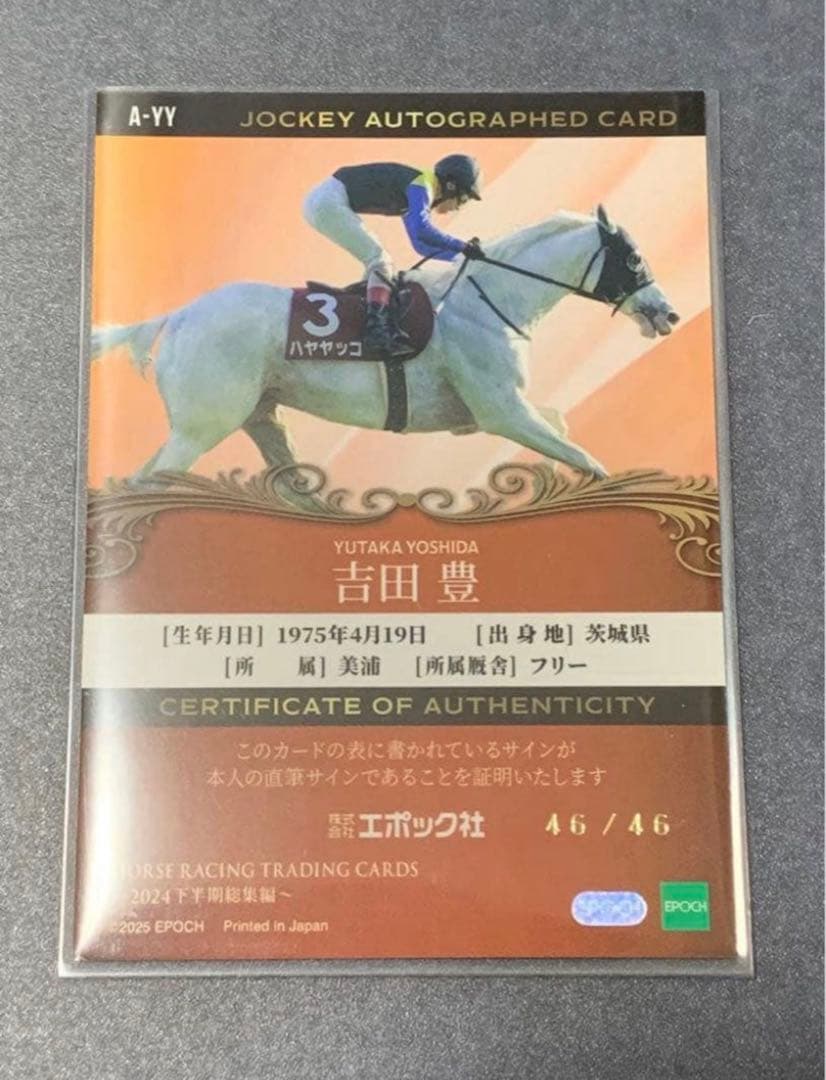 A-YY JOCKEY AUTOGRAPHED CARD
3
ハヤヤッコ
YUTAKA YOSHIDA
吉田 豊
[生年月日] 1975年4月19日 [出身地] 茨城県
[所 属] 美浦 [所属厩舎] フリー
CERTIFICATE OF AUTHENTICITY
このカードの表に書かれているサインが
本人の直筆サインであることを証明いたします
株式会社 エポック社 46/46
HORSE RACING TRADING CARDS
2024下半期総集編～
©2025 EPOCH Printed in Japan
EPOCH